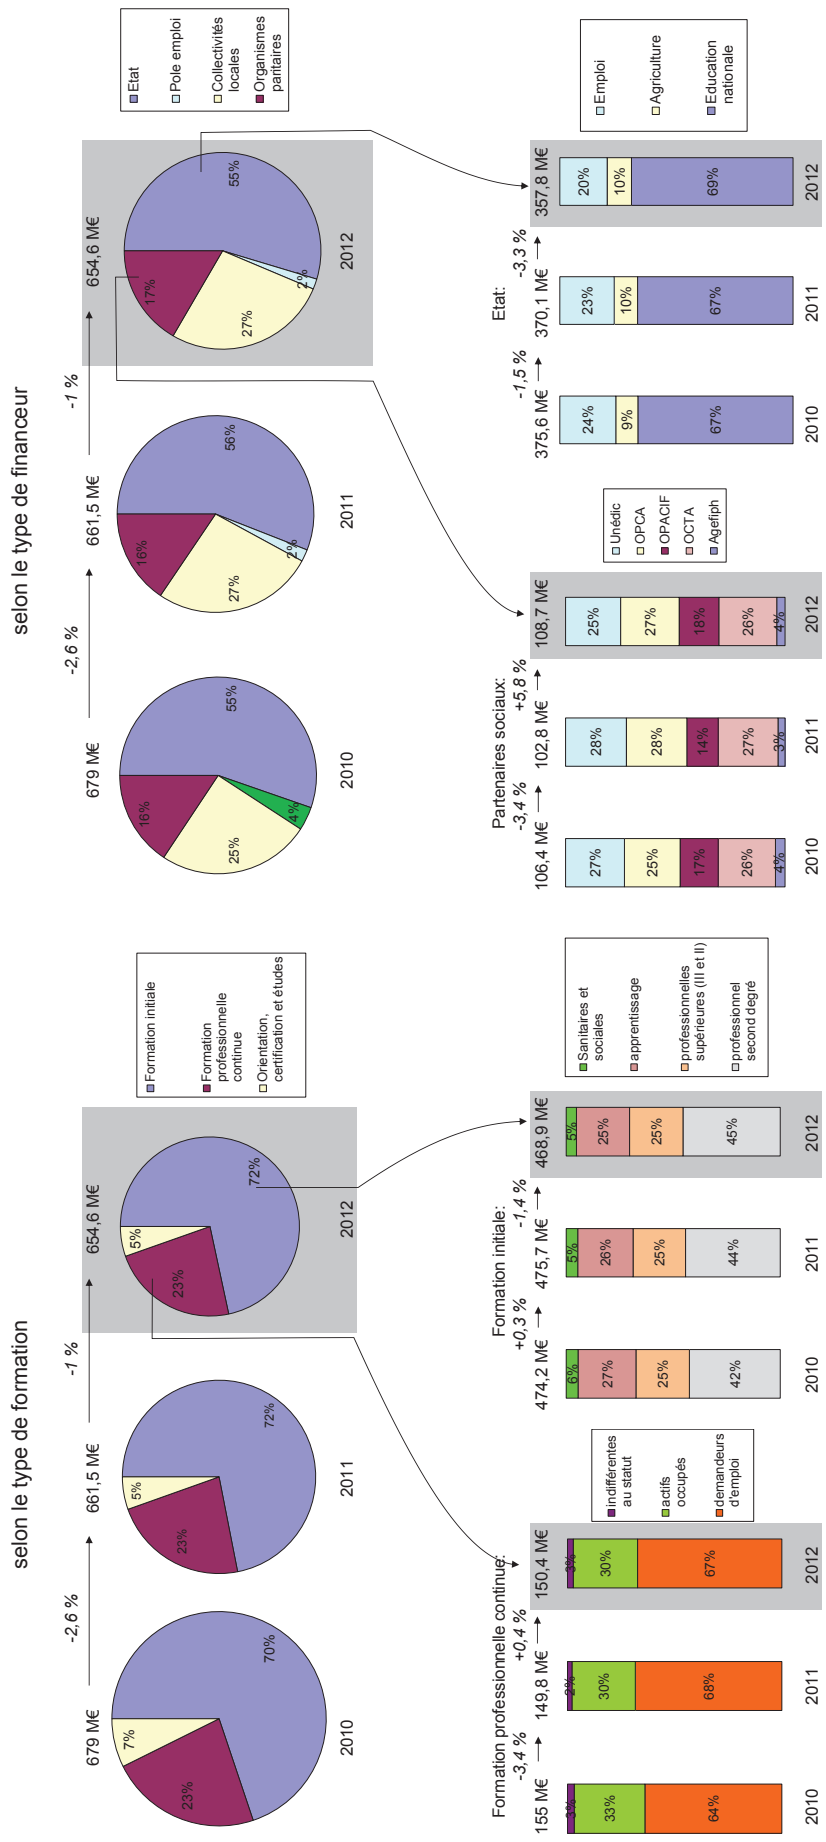 selon le type de formation
679 M€
-2,6 %
661,5 M€
-1 %
654,6 M€
7%
23%
70%
2010
5%
23%
72%
2011
5%
23%
72%
2012
Formation initiale
Formation
professionnelle
continue
Orientation,
certification et études
Formation professionnelle continue:
-3,4 %
+0,4 %
155 M€
149,8 M€
150,4 M€
3%
33%
64%
2010
2%
30%
68%
2011
3%
30%
67%
2012
indifférentes
au statut
actifs
occupés
demandeurs
d'emploi
Formation initiale:
+0,3 %
-1,4 %
474,2 M€
475,7 M€
468,9 M€
6%
27%
25%
42%
2010
5%
26%
25%
44%
2011
5%
25%
25%
45%
2012
Sanitaires et
sociales
apprentissage
professionnelles
supérieures (III et II)
professionnel
second degré
selon le type de financeur
679 M€
-2,6 %
661,5 M€
-1 %
654,6 M€
16%
55%
25%
4%
2010
16%
56%
27%
2%
2011
17%
55%
27%
2%
2012
Etat
Pole emploi
Collectivités
locales
Organismes
paritaires
Partenaires sociaux:
-3,4 %
+5,8 %
106,4 M€
102,8 M€
108,7 M€
27%
25%
17%
26%
4%
2010
28%
28%
14%
27%
3%
2011
25%
27%
18%
26%
4%
2012
Unédic
OPCA
OPACIF
OCTA
Agefiph
Etat:
-1,5 %
-3,3 %
375,6 M€
370,1 M€
357,8 M€
24%
9%
67%
2010
23%
10%
67%
2011
20%
10%
69%
2012
Emploi
Agriculture
Education
nationale